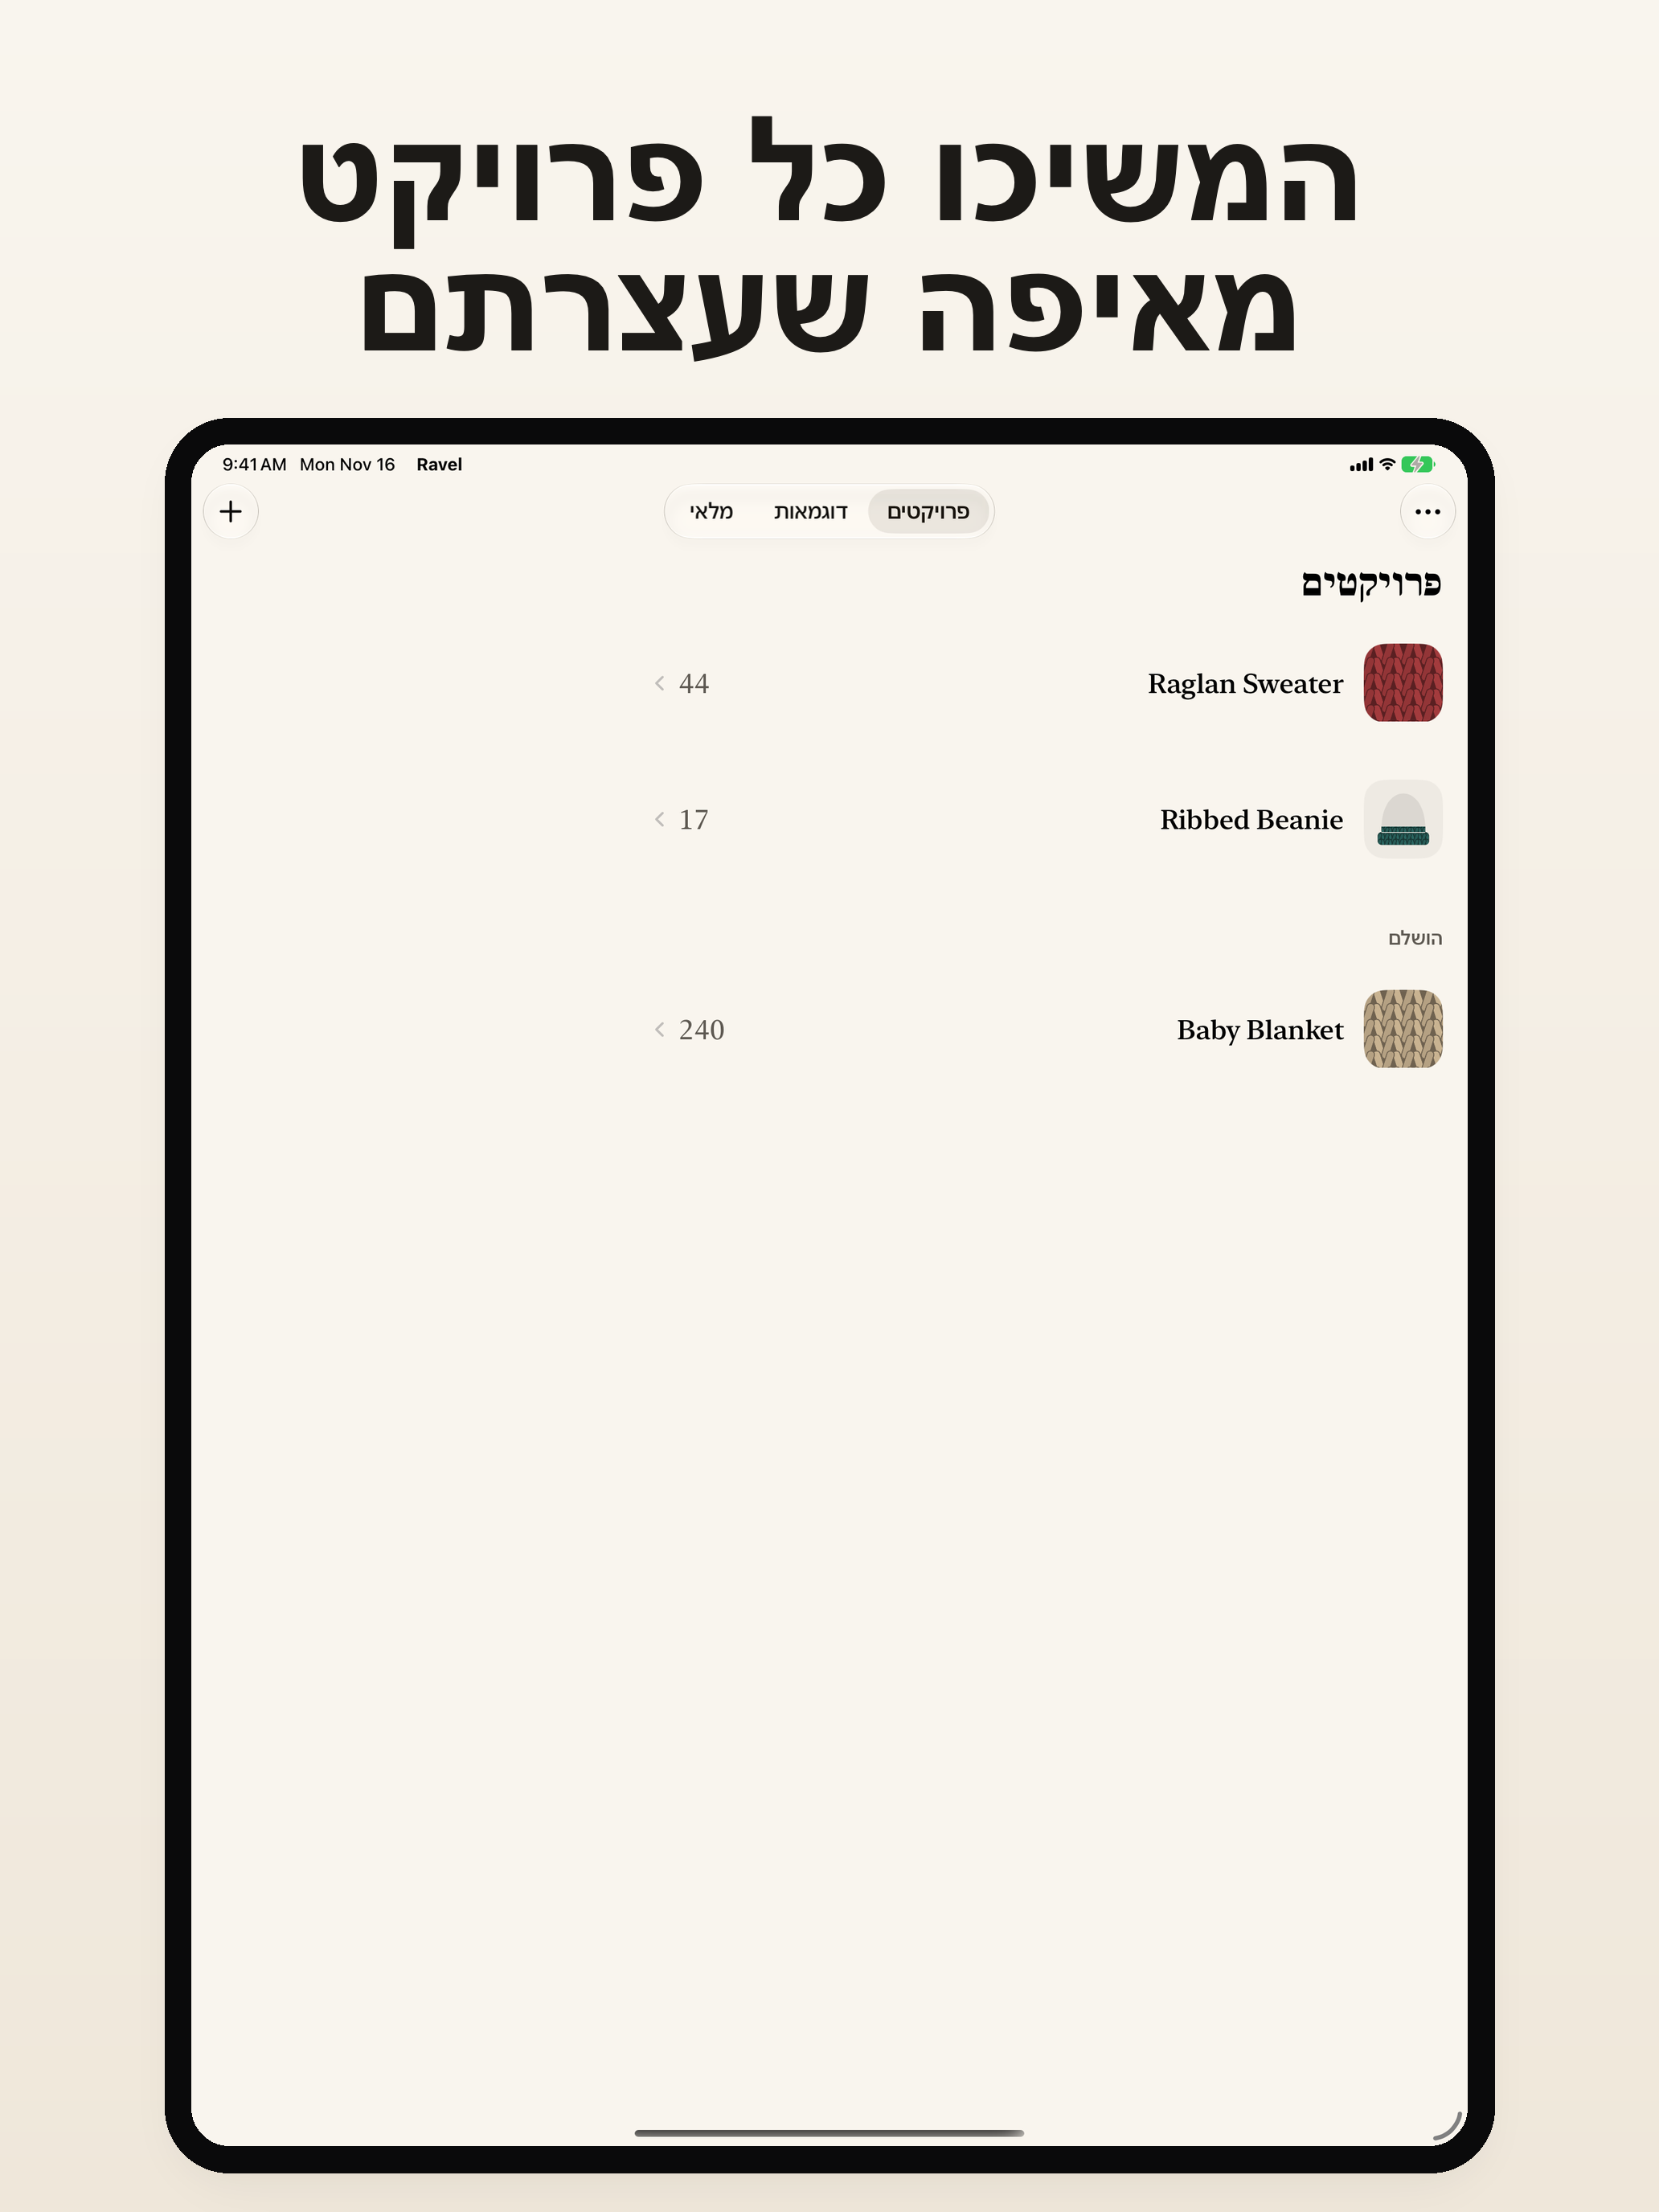 המשיכו כל פרויקט
מאיפה שעצרתם
9:41 AM Mon Nov 16 Ravel
פרויקטים דוגמאות מלאי
פרויקטים
Raglan Sweater 44
Ribbed Beanie 17
הושלם
Baby Blanket 240